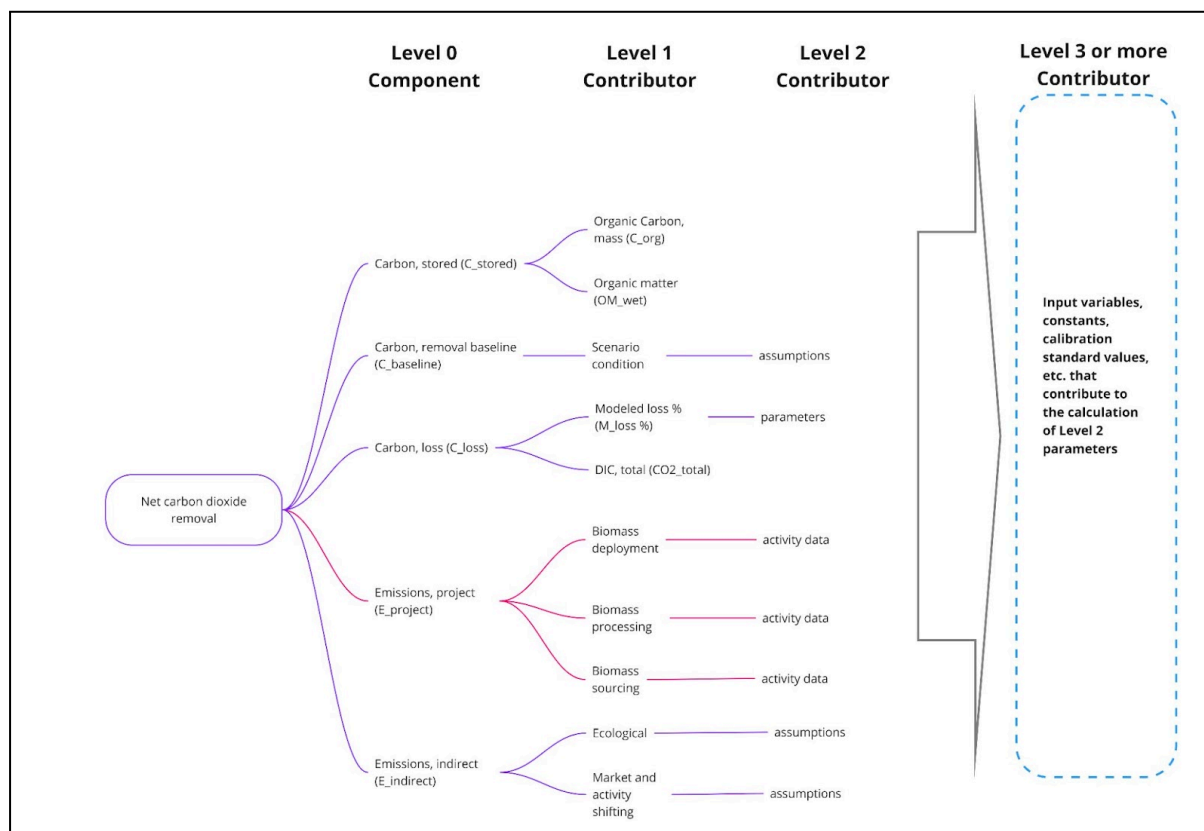 Level 0
Component
Level 1
Contributor
Level 2
Contributor
Level 3 or more
Contributor
Net carbon dioxide
removal
Carbon, stored (C_stored)
Organic Carbon,
mass (C_org)
Organic matter
(OM_wet)
Carbon, removal baseline
(C_baseline)
Scenario
condition
assumptions
Carbon, loss (C_loss)
Modeled loss %
(M_loss %)
parameters
DIC, total (CO2_total)
Emissions, project
(E_project)
Biomass
deployment
activity data
Biomass
processing
activity data
Biomass
sourcing
activity data
Emissions, indirect
(E_indirect)
Ecological
assumptions
Market and
activity
shifting
assumptions
Input variables,
constants,
calibration
standard values,
etc. that
contribute to
the calculation
of Level 2
parameters